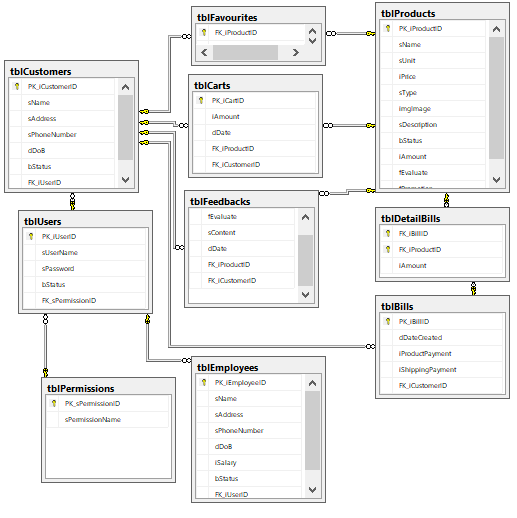 tblFavourites
FK_iProductID
tblProducts
PK_iProductID
sName
sUnit
iPrice
sType
imgImage
sDescription
bStatus
iAmount
fEvaluate
tblCustomers
PK_iCustomerID
sName
sAddress
sPhoneNumber
dDoB
bStatus
FK_iUserID
tblCarts
PK_iCartID
iAmount
dDate
FK_iProductID
FK_iCustomerID
tblFeedbacks
fEvaluate
sContent
dDate
FK_iProductID
FK_iCustomerID
tblUsers
PK_iUserID
sUserName
sPassword
bStatus
FK_sPermissionID
tblDetailBills
FK_iBillID
FK_iProductID
iAmount
tblBills
PK_iBillID
dDateCreated
iProductPayment
iShippingPayment
FK_iCustomerID
tblPermissions
PK_sPermissionID
sPermissionName
tblEmployees
PK_iEmployeeID
sName
sAddress
sPhoneNumber
dDoB
iSalary
bStatus
FK_iUserID